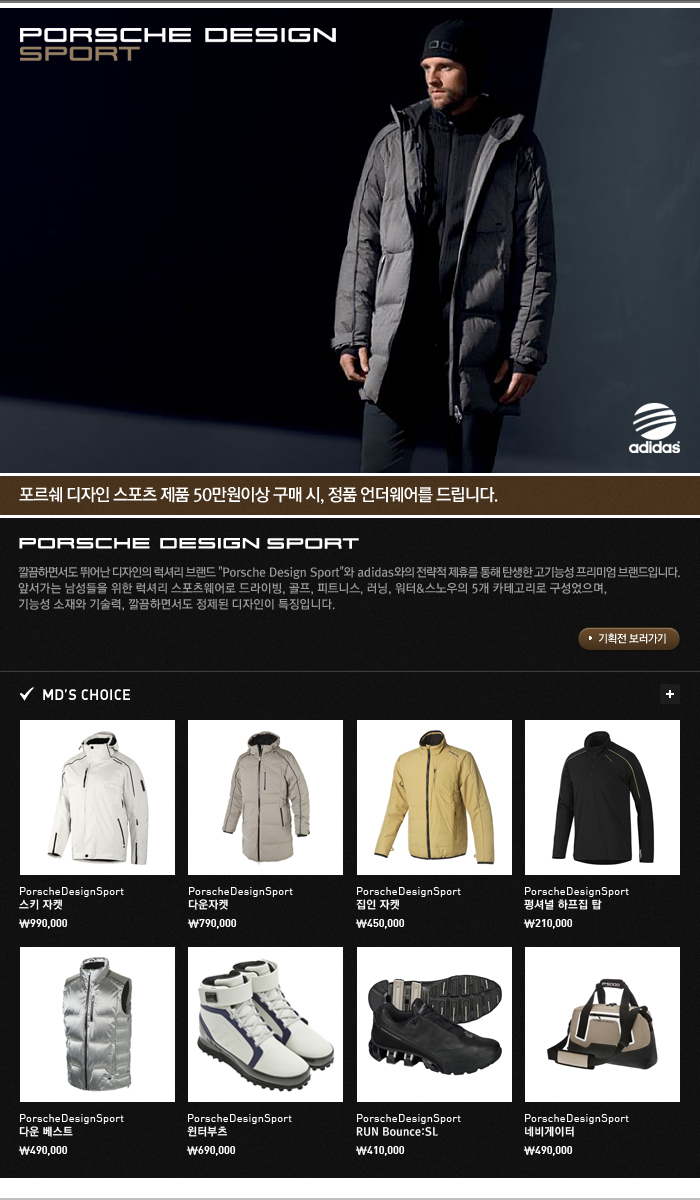 PORSCHE DESIGN
SPORT
adidas
포르쉐 디자인 스포츠 제품 50만원이상 구매 시, 정품 언더웨어를 드립니다.
PORSCHE DESIGN SPORT
깔끔하면서도 뛰어난 디자인의 럭셔리 브랜드 "Porsche Design Sport"와 adidas와의 전략적 제휴를 통해 탄생한 고기능성 프리미엄 브랜드입니다.
앞서가는 남성들을 위한 럭셔리 스포츠웨어로 드라이빙, 골프, 피트니스, 러닝, 워터&스노우의 5개 카테고리로 구성었으며,
기능성 소재와 기술력, 깔끔하면서도 정제된 디자인이 특징입니다.
기획전 보러가기
MD'S CHOICE
PorscheDesignSport PorscheDesignSport PorscheDesignSport PorscheDesignSport
스키 자켓 다운자켓 집인 자켓 펑셔널 하프집 탑
₩990,000 ₩790,000 ₩450,000 ₩210,000
P'5000
PorscheDesignSport PorscheDesignSport PorscheDesignSport PorscheDesignSport
다운 베스트 윈터부츠 RUN Bounce:SL 네비게이터
₩490,000 ₩690,000 ₩410,000 ₩490,000